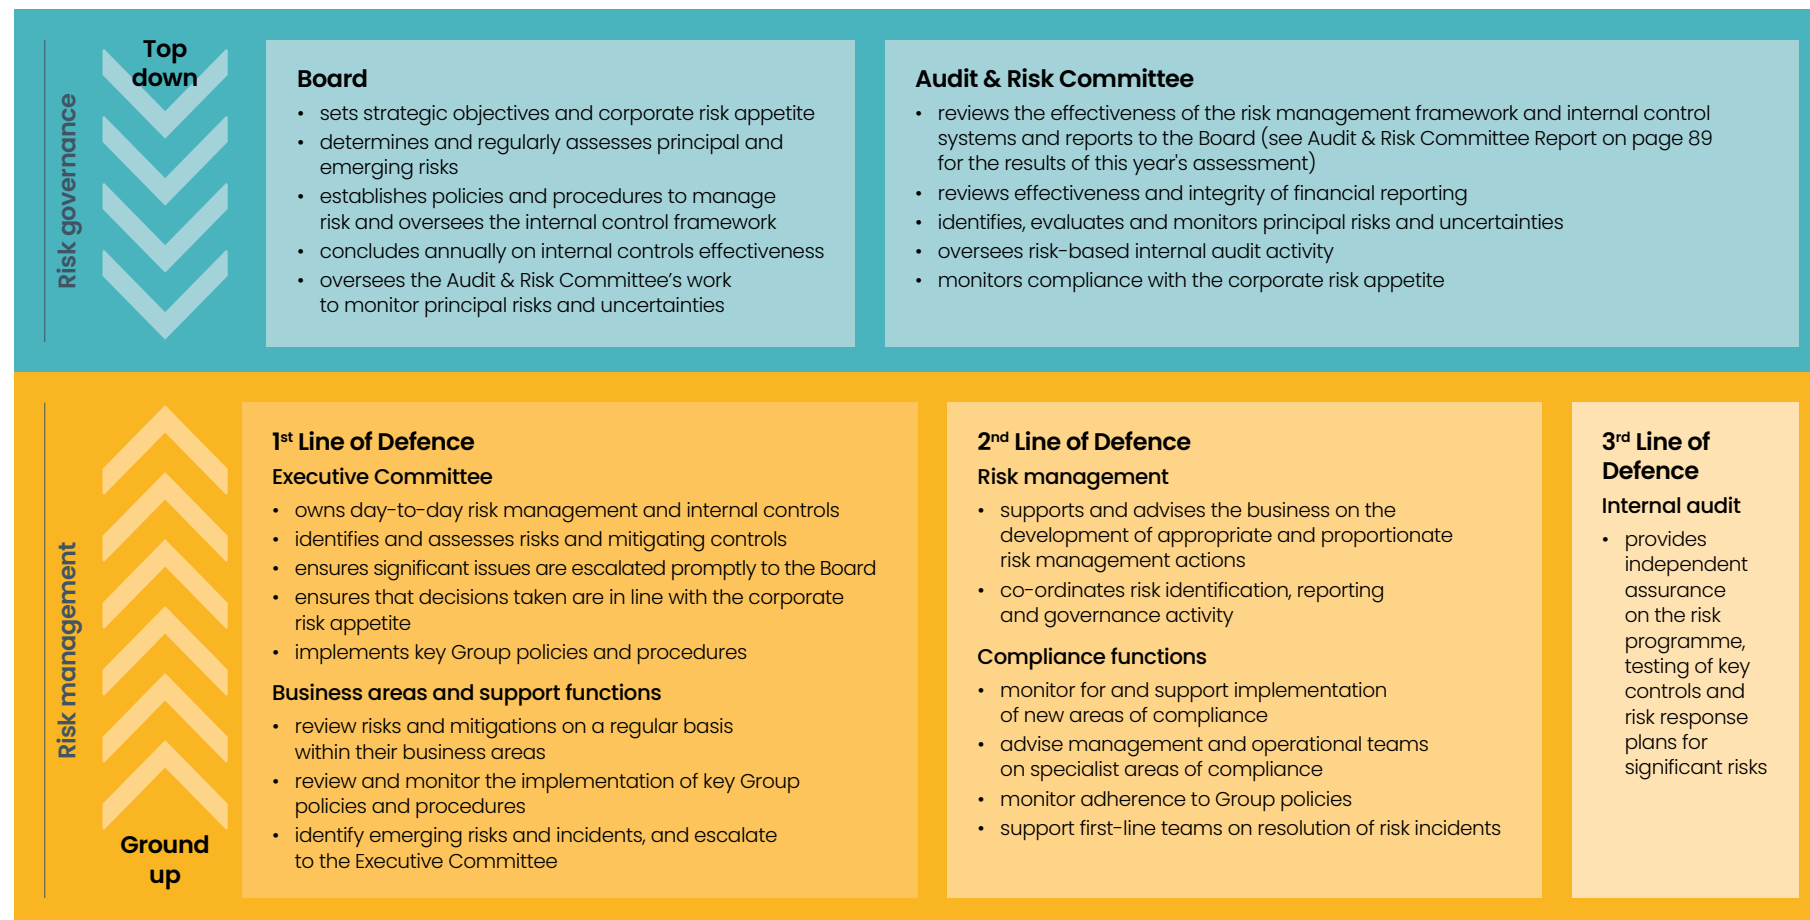 Top
down
Risk governance
Board
• sets strategic objectives and corporate risk appetite
• determines and regularly assesses principal and
emerging risks
• establishes policies and procedures to manage
risk and oversees the internal control framework
• concludes annually on internal controls effectiveness
• oversees the Audit & Risk Committee’s work
to monitor principal risks and uncertainties
Audit & Risk Committee
• reviews the effectiveness of the risk management framework and internal control
systems and reports to the Board (see Audit & Risk Committee Report on page 89
for the results of this year's assessment)
• reviews effectiveness and integrity of financial reporting
• identifies, evaluates and monitors principal risks and uncertainties
• oversees risk-based internal audit activity
• monitors compliance with the corporate risk appetite
Risk management
Ground
up
1st Line of Defence
Executive Committee
• owns day-to-day risk management and internal controls
• identifies and assesses risks and mitigating controls
• ensures significant issues are escalated promptly to the Board
• ensures that decisions taken are in line with the corporate
risk appetite
• implements key Group policies and procedures
Business areas and support functions
• review risks and mitigations on a regular basis
within their business areas
• review and monitor the implementation of key Group
policies and procedures
• identify emerging risks and incidents, and escalate
to the Executive Committee
2nd Line of Defence
Risk management
• supports and advises the business on the
development of appropriate and proportionate
risk management actions
• co-ordinates risk identification, reporting
and governance activity
Compliance functions
• monitor for and support implementation
of new areas of compliance
• advise management and operational teams
on specialist areas of compliance
• monitor adherence to Group policies
• support first-line teams on resolution of risk incidents
3rd Line of
Defence
Internal audit
• provides
independent
assurance
on the risk
programme,
testing of key
controls and
risk response
plans for
significant risks